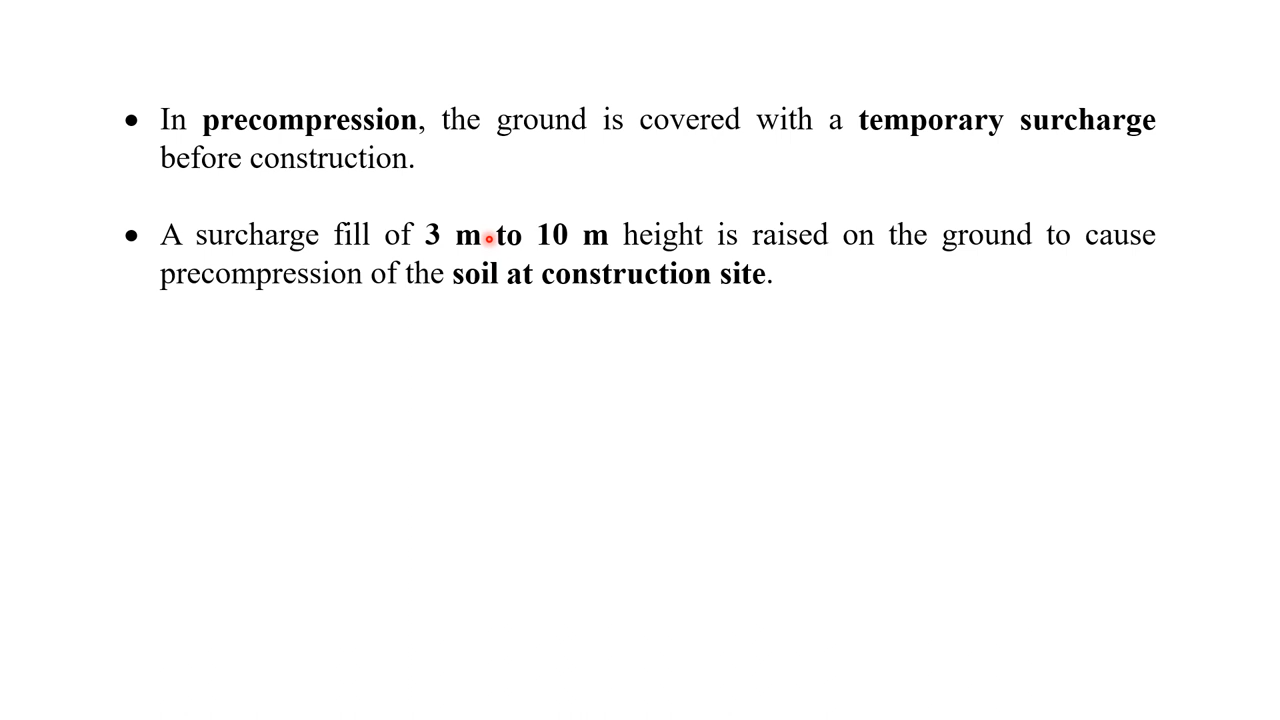 • In precompression, the ground is covered with a temporary surcharge
before construction.
• A surcharge fill of 3 m to 10 m height is raised on the ground to cause
precompression of the soil at construction site.